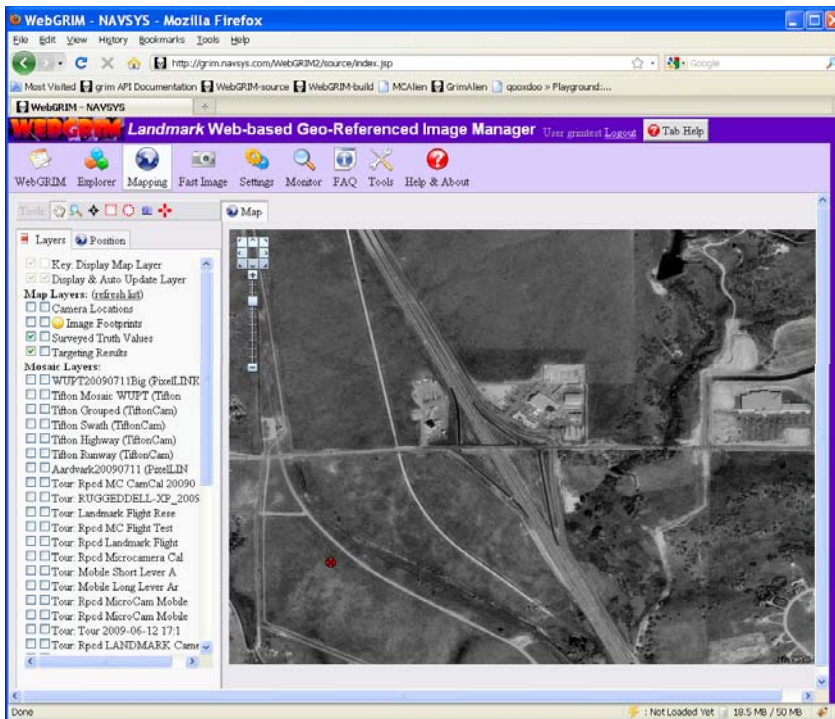 WebGRIM - NAVSYS - Mozilla Firefox
File Edit View History Bookmarks Tools Help
http://grim.navsys.com/WebGRIM2/source/index.jsp
Google
Most Visited grim API Documentation WebGRIM-source WebGRIM-build MCAlien GrimAlien qooxdoo » Playground:...
WebGRIM - NAVSYS
WEBGRIM Landmark Web-based Geo-Referenced Image Manager User grimtest Logout Tab Help
WebGRIM Explorer Mapping Fast Image Settings Monitor FAQ Tools Help & About
Tools:
Map
Layers Position
Key: Display Map Layer
Display & Auto Update Layer
Map Layers: (refresh list)
Camera Locations
Image Footprints
Surveyed Truth Values
Targeting Results
Mosaic Layers:
WUPT20090711Big (PixelLINK
Tifton Mosaic WUPT (Tifton
Tifton Grouped (TiftonCam)
Tifton Swath (TiftonCam)
Tifton Highway (TiftonCam)
Tifton Runway (TiftonCam)
Aardvark20090711 (PixelLIN
Tour: Rpcd MC CamCal 20090
Tour: RUGGEDDELL-XP_2009
Tour: Landmark Flight Rese
Tour: Rpcd MC Flight Test
Tour: Rpcd Landmark Flight
Tour: Rpcd Microcamera Cal
Tour: Mobile Short Lever A
Tour: Mobile Long Lever Ar
Tour: Rpcd MicroCam Mobile
Tour: Rpcd MicroCam Mobile
Tour: Tour 2009-06-12 17:1
Tour: Rpcd LANDMARK Came
NAVSYS
Done
: Not Loaded Yet 18.5 MB / 50 MB